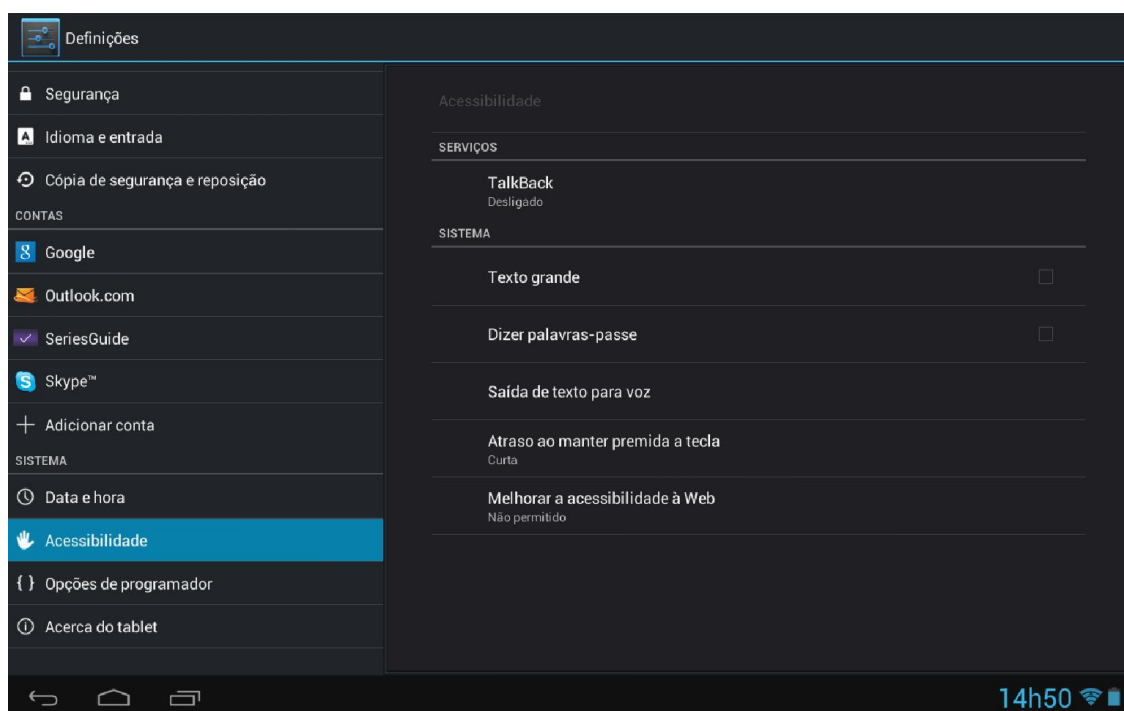 Definições
Segurança
Idioma e entrada
Cópia de segurança e reposição
CONTAS
Google
Outlook.com
SeriesGuide
Skype™
Adicionar conta
SISTEMA
Data e hora
Acessibilidade
Opções de programador
Acerca do tablet
Acessibilidade
SERVIÇOS
TalkBack
Desligado
SISTEMA
Texto grande
Dizer palavras-passe
Saída de texto para voz
Atraso ao manter premida a tecla
Curta
Melhorar a acessibilidade à Web
Não permitido
14h50